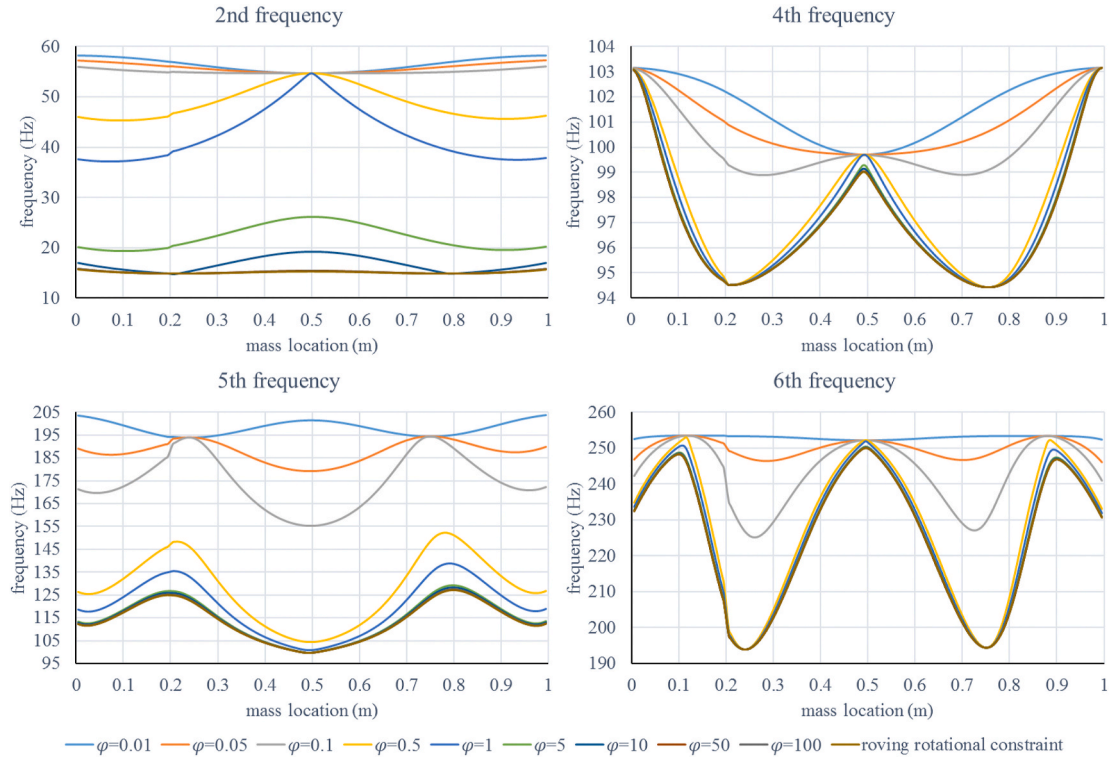 2nd frequency
60
50
40
30
20
10
frequency (Hz)
0 0.1 0.2 0.3 0.4 0.5 0.6 0.7 0.8 0.9 1
mass location (m)
4th frequency
104
103
102
101
100
99
98
97
96
95
94
frequency (Hz)
0 0.1 0.2 0.3 0.4 0.5 0.6 0.7 0.8 0.9 1
mass location (m)
5th frequency
205
195
185
175
165
155
145
135
125
115
105
95
frequency (Hz)
0 0.1 0.2 0.3 0.4 0.5 0.6 0.7 0.8 0.9 1
mass location (m)
6th frequency
260
250
240
230
220
210
200
190
frequency (Hz)
0 0.1 0.2 0.3 0.4 0.5 0.6 0.7 0.8 0.9 1
mass location (m)
φ=0.01 φ=0.05 φ=0.1 φ=0.5 φ=1 φ=5 φ=10 φ=50 φ=100 roving rotational constraint